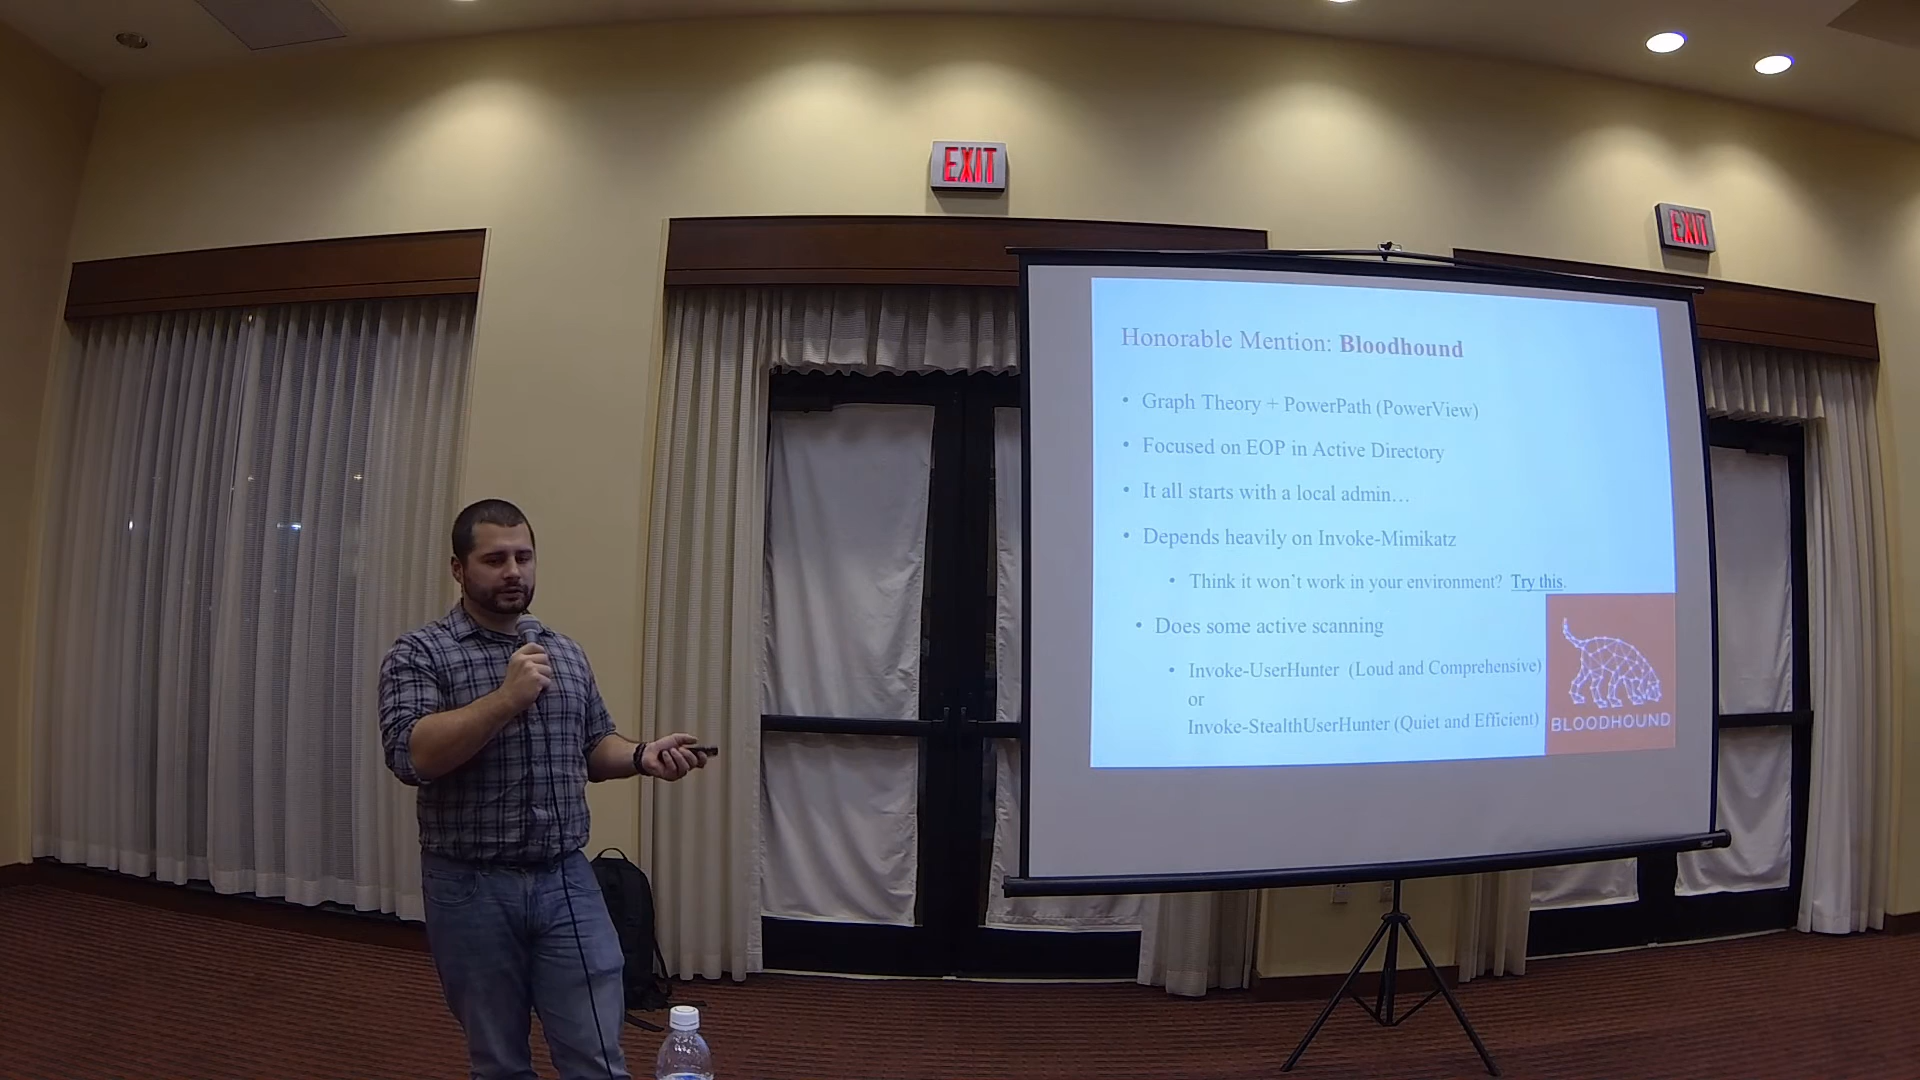 EXIT
EXIT
Honorable Mention: Bloodhound
• Graph Theory + PowerPath (PowerView)
• Focused on EOP in Active Directory
• It all starts with a local admin…
• Depends heavily on Invoke-Mimikatz
• Think it won’t work in your environment? Try this.
• Does some active scanning
• Invoke-UserHunter (Loud and Comprehensive)
or
Invoke-StealthUserHunter (Quiet and Efficient)
BLOODHOUND